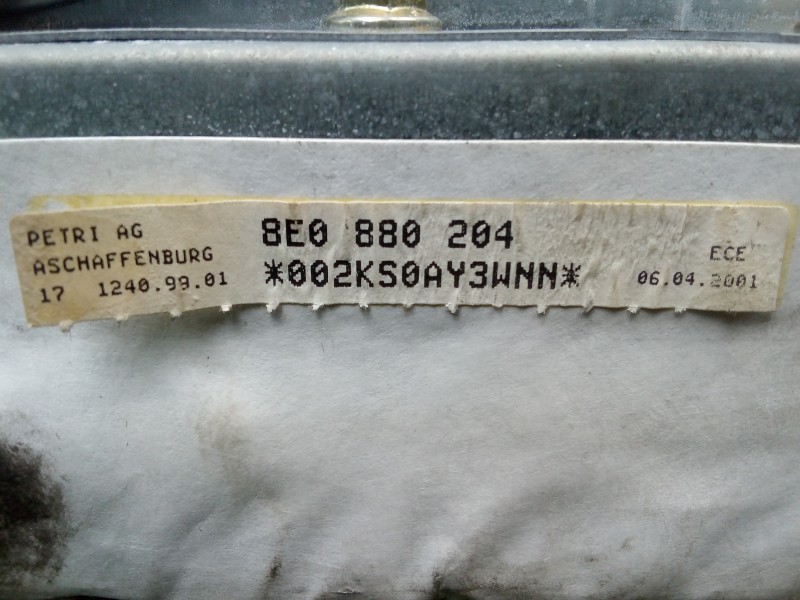 PETRI AG
ASCHAFFENBURG
17 1240.99.01
8E0 880 204
*002KS0AY3WNN*
ECE
06.04.2001